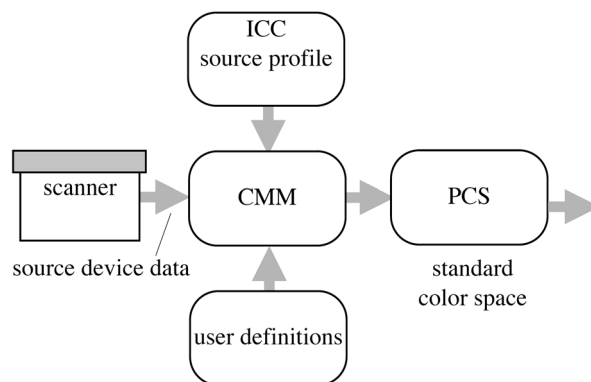 ICC
source profile
scanner
CMM
PCS
source device data
standard
color space
user definitions